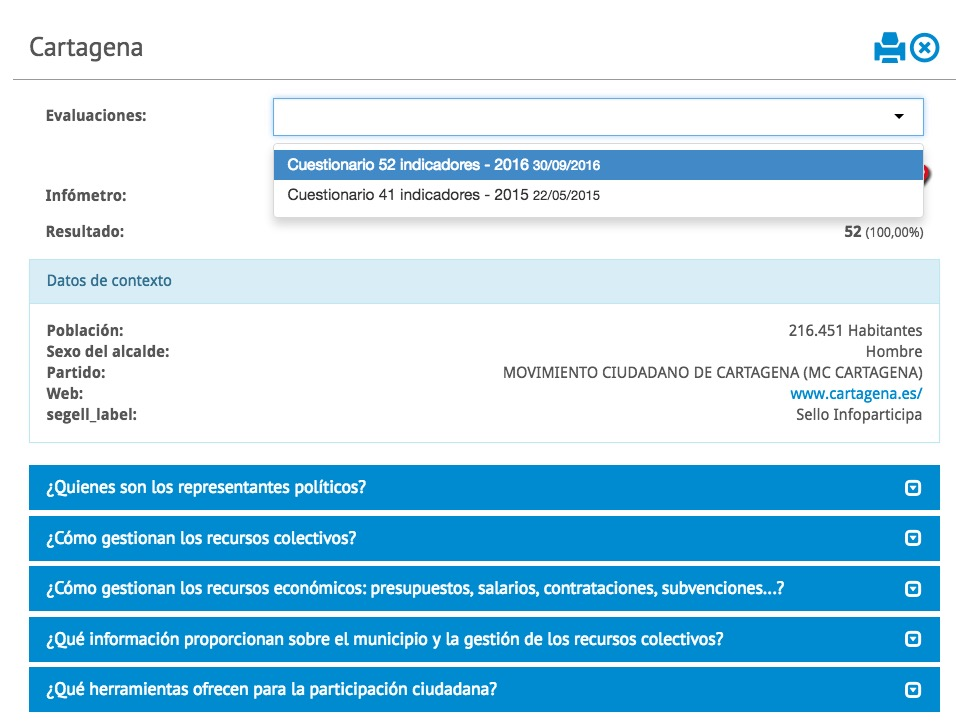 Cartagena
Evaluaciones:
Cuestionario 52 indicadores - 2016 30/09/2016
Cuestionario 41 indicadores - 2015 22/05/2015
Infómetro:
Resultado: 52 (100,00%)
Datos de contexto
Población: 216.451 Habitantes
Sexo del alcalde: Hombre
Partido: MOVIMIENTO CIUDADANO DE CARTAGENA (MC CARTAGENA)
Web: www.cartagena.es/
segell_label: Sello Infoparticipa
¿Quienes son los representantes políticos?
¿Cómo gestionan los recursos colectivos?
¿Cómo gestionan los recursos económicos: presupuestos, salarios, contrataciones, subvenciones...?
¿Qué información proporcionan sobre el municipio y la gestión de los recursos colectivos?
¿Qué herramientas ofrecen para la participación ciudadana?